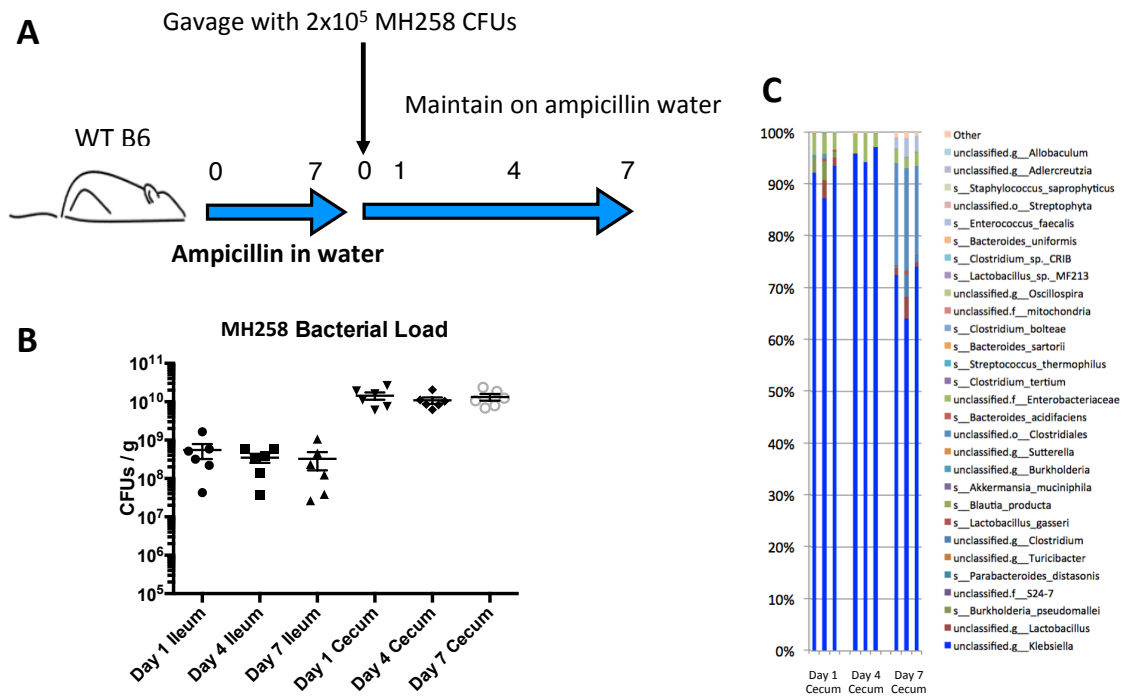 A
Gavage with 2x10⁵ MH258 CFUs
Maintain on ampicillin water
WT B6
0 7 0 1 4 7
Ampicillin in water
B
MH258 Bacterial Load
CFUs / g
10¹¹
10¹⁰
10⁹
10⁸
10⁷
10⁶
10⁵
Day 1 Ileum
Day 4 Ileum
Day 7 Ileum
Day 1 Cecum
Day 4 Cecum
Day 7 Cecum
C
100%
90%
80%
70%
60%
50%
40%
30%
20%
10%
0%
Day 1 Cecum
Day 4 Cecum
Day 7 Cecum
Other
unclassified.g__Allobaculum
unclassified.g__Adlercreutzia
s__Staphylococcus_saprophyticus
unclassified.o__Streptophyta
s__Enterococcus_faecalis
s__Bacteroides_uniformis
s__Clostridium_sp._CRIB
s__Lactobacillus_sp._MF213
unclassified.g__Oscillospira
unclassified.f__mitochondria
s__Clostridium_bolteae
s__Bacteroides_sartorii
s__Streptococcus_thermophilus
s__Clostridium_tertium
unclassified.f__Enterobacteriaceae
s__Bacteroides_acidifaciens
unclassified.o__Clostridiales
unclassified.g__Sutterella
unclassified.g__Burkholderia
s__Akkermansia_muciniphila
s__Blautia_producta
s__Lactobacillus_gasseri
unclassified.g__Clostridium
unclassified.g__Turicibacter
s__Parabacteroides_distasonis
unclassified.f__S24-7
s__Burkholderia_pseudomallei
unclassified.g__Lactobacillus
unclassified.g__Klebsiella